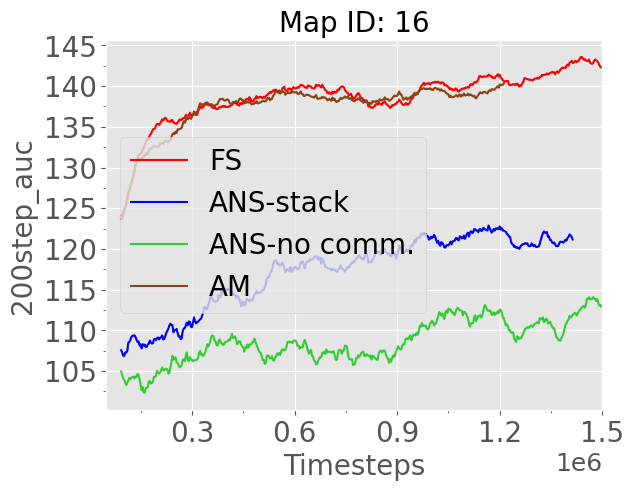 Map ID: 16
145
140
135
130
125
120
115
110
105
200step_auc
FS
ANS-stack
ANS-no comm.
AM
0.3 0.6 0.9 1.2 1.5
Timesteps
1e6